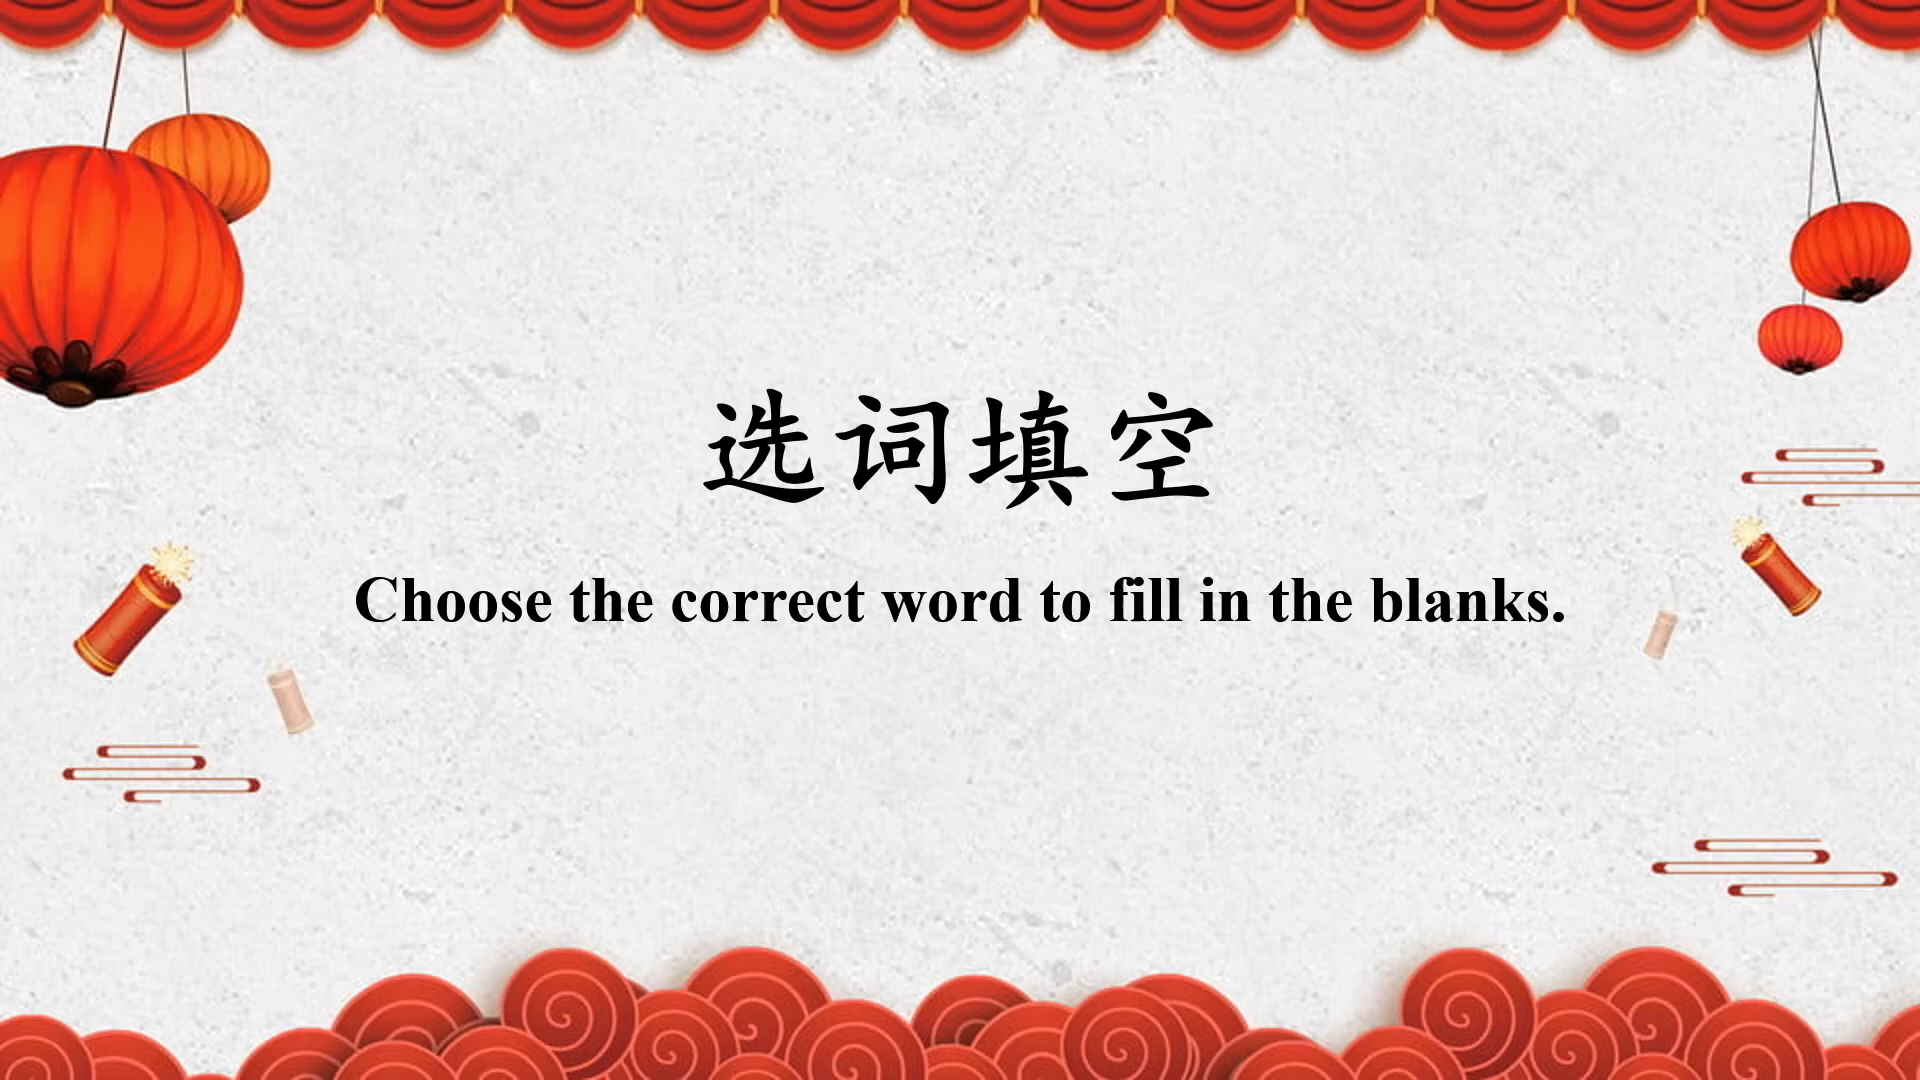 选词填空
Choose the correct word to fill in the blanks.